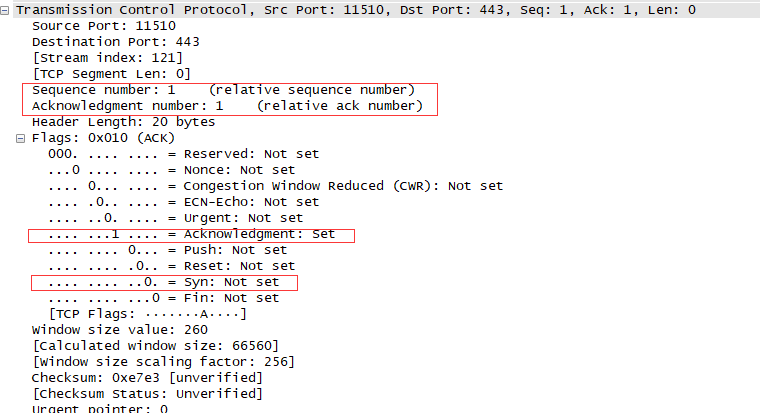 Transmission Control Protocol, Src Port: 11510, Dst Port: 443, Seq: 1, Ack: 1, Len: 0
Source Port: 11510
Destination Port: 443
[Stream index: 121]
[TCP Segment Len: 0]
Sequence number: 1    (relative sequence number)
Acknowledgment number: 1    (relative ack number)
Header Length: 20 bytes
Flags: 0x010 (ACK)
000. .... .... = Reserved: Not set
...0 .... .... = Nonce: Not set
.... 0... .... = Congestion Window Reduced (CWR): Not set
.... .0.. .... = ECN-Echo: Not set
.... ..0. .... = Urgent: Not set
.... ...1 .... = Acknowledgment: Set
.... .... 0... = Push: Not set
.... .... .0.. = Reset: Not set
.... .... ..0. = Syn: Not set
.... .... ...0 = Fin: Not set
[TCP Flags: ·······A····]
Window size value: 260
[Calculated window size: 66560]
[Window size scaling factor: 256]
Checksum: 0xe7e3 [unverified]
[Checksum Status: Unverified]
Urgent pointer: 0